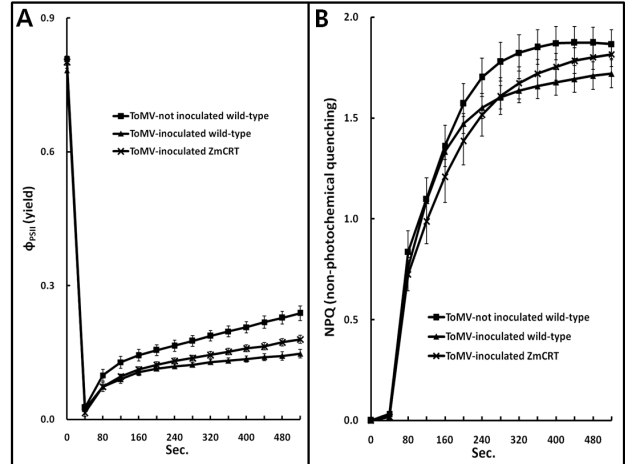 A
0.9
0.6
0.3
0.0
ΦPSII (yield)
ToMV-not inoculated wild-type
ToMV-inoculated wild-type
ToMV-inoculated ZmCRT
0 80 160 240 320 400 480
Sec.
B
2.0
1.5
1.0
0.5
0.0
NPQ (non-photochemical quenching)
ToMV-not inoculated wild-type
ToMV-inoculated wild-type
ToMV-inoculated ZmCRT
0 80 160 240 320 400 480
Sec.